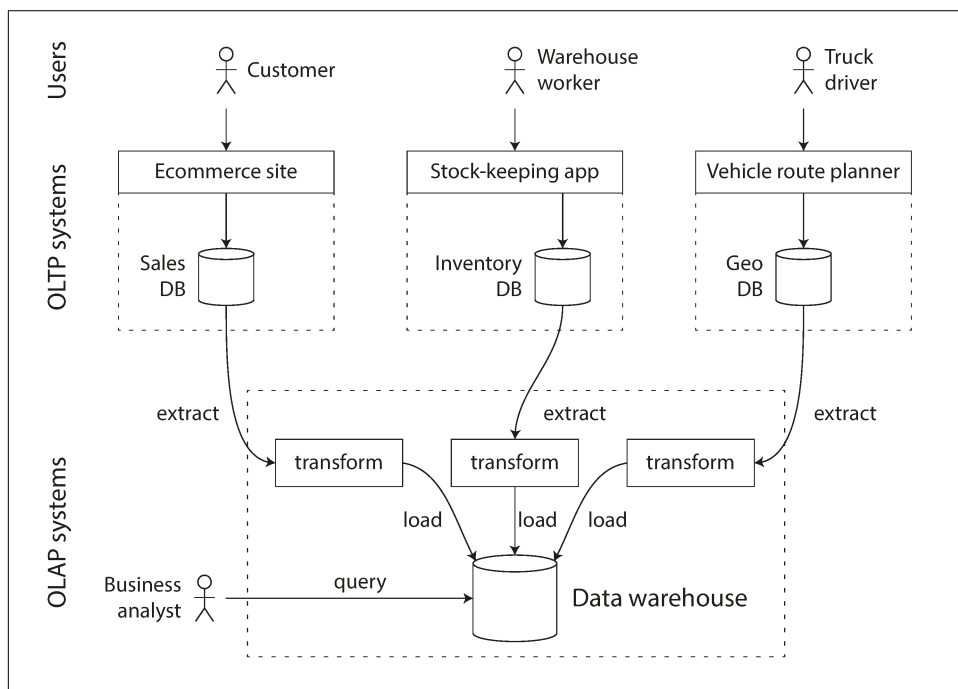 Users
Customer
Warehouse
worker
Truck
driver
OLTP systems
Ecommerce site
Stock-keeping app
Vehicle route planner
Sales
DB
Inventory
DB
Geo
DB
extract
extract
extract
OLAP systems
transform
transform
transform
load
load
load
Business
analyst
query
Data warehouse